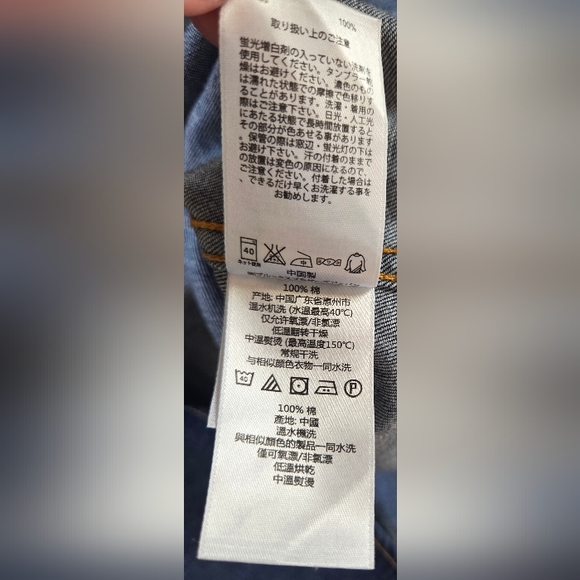 100%
取り扱い上のご注意
蛍光増白剤の入っていない洗剤を
使用してください。タンブラー乾
燥はお避けください。濃色のもの
は濡れた状態での摩擦で色移りす
ることがあります。洗濯・着用の
際はご注意下さい。日光・人工光
にあたる状態で長時間放置すると
その部分が色あせる事があります
。保管の際は窓辺・蛍光灯の下は
お避け下さい。汗の付着のままで
の放置は変色の原因になるので、
ご注意ください。付着した場合は
、できるだけ早くお洗濯する事を
お勧めします。
40
ネット使用
中
中国製
100% 棉
产地: 中国广东省惠州市
温水机洗 (水温最高40℃)
仅允许氧漂/非氯漂
低温翻转干燥
中温熨烫 (最高温度150℃)
常规干洗
与相似颜色衣物一同水洗
40
P
100% 棉
產地: 中國
溫水機洗
與相似顏色的製品一同水洗
僅可氧漂/非氯漂
低溫烘乾
中溫熨燙